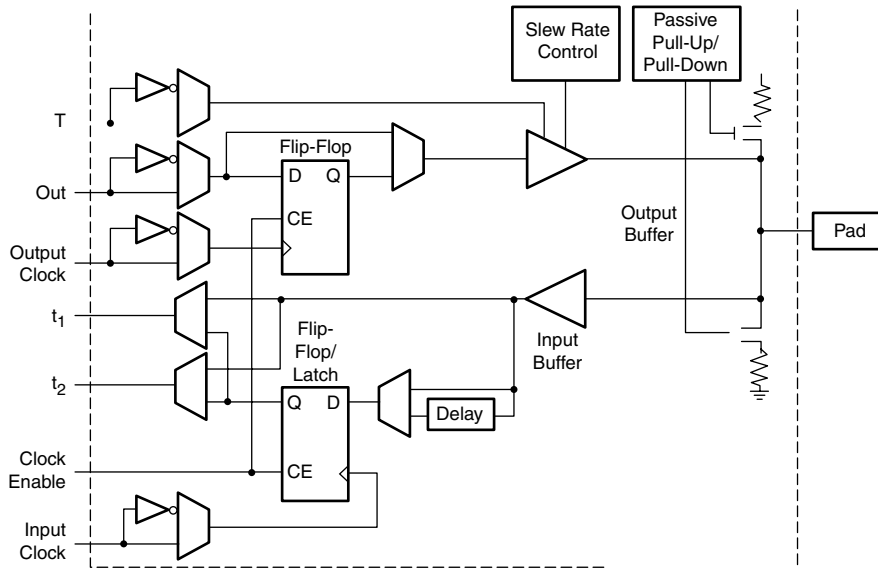 Slew Rate
Control
Passive
Pull-Up/
Pull-Down
T
Flip-Flop
D Q
Out
CE
Output
Buffer
Pad
Output
Clock
t1
Flip-
Flop/
Latch
Input
Buffer
t2
Q D
Delay
Clock
Enable
CE
Input
Clock